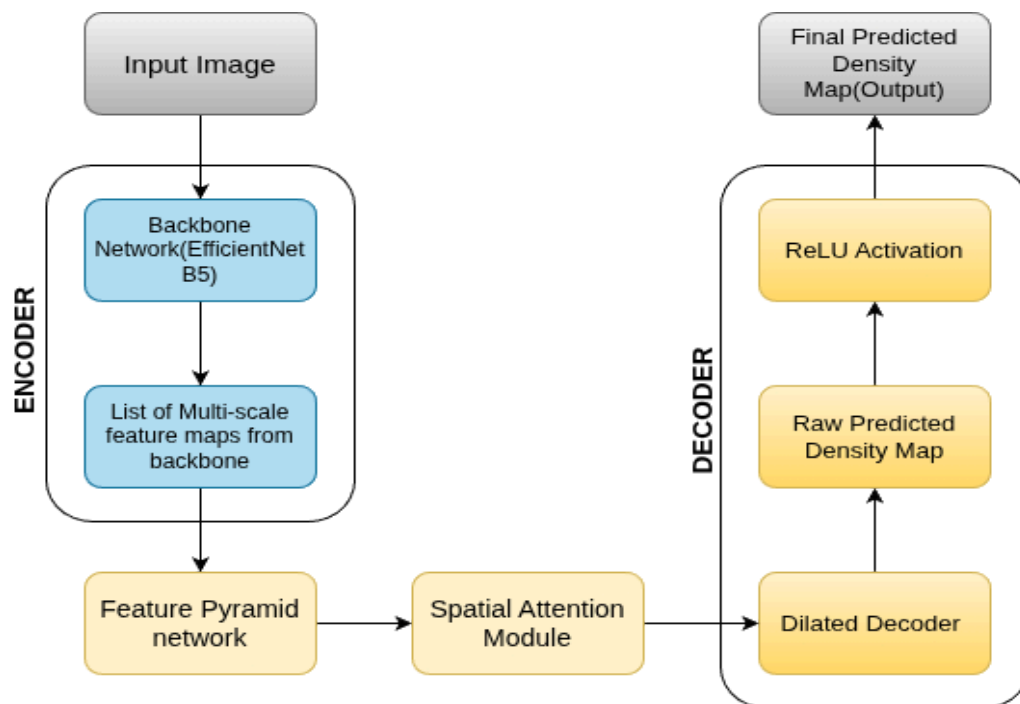 Input Image
Backbone
Network(EfficientNet
B5)
List of Multi-scale
feature maps from
backbone
ENCODER
Feature Pyramid
network
Spatial Attention
Module
Dilated Decoder
Raw Predicted
Density Map
ReLU Activation
DECODER
Final Predicted
Density
Map(Output)